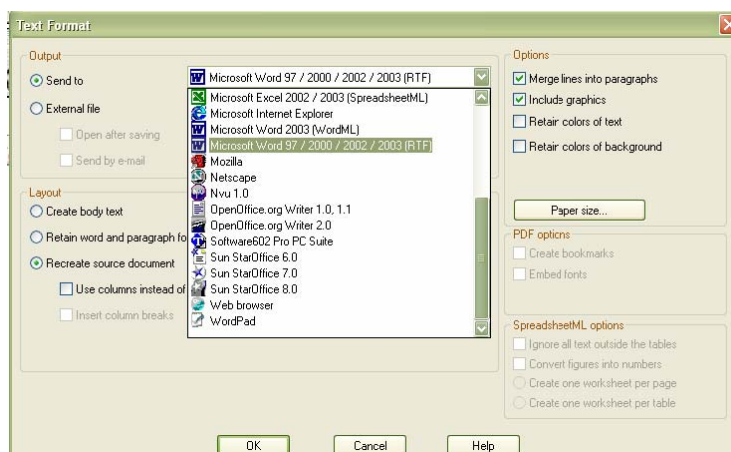 Text Format
Output
Send to
Microsoft Word 97 / 2000 / 2002 / 2003 (RTF)
External file
Open after saving
Send by e-mail
Microsoft Excel 2002 / 2003 (SpreadsheetML)
Microsoft Internet Explorer
Microsoft Word 2003 (WordML)
Microsoft Word 97 / 2000 / 2002 / 2003 (RTF)
Mozilla
Netscape
Nvu 1.0
OpenOffice.org Writer 1.0, 1.1
OpenOffice.org Writer 2.0
Software602 Pro PC Suite
Sun StarOffice 6.0
Sun StarOffice 7.0
Sun StarOffice 8.0
Web browser
WordPad
Layout
Create body text
Retain word and paragraph fo
Recreate source document
Use columns instead of
Insert column breaks
Options
Merge lines into paragraphs
Include graphics
Retain colors of text
Retain colors of background
Paper size...
PDF options
Create bookmarks
Embed fonts
SpreadsheetML options
Ignore all text outside the tables
Convert figures into numbers
Create one worksheet per page
Create one worksheet per table
OK
Cancel
Help